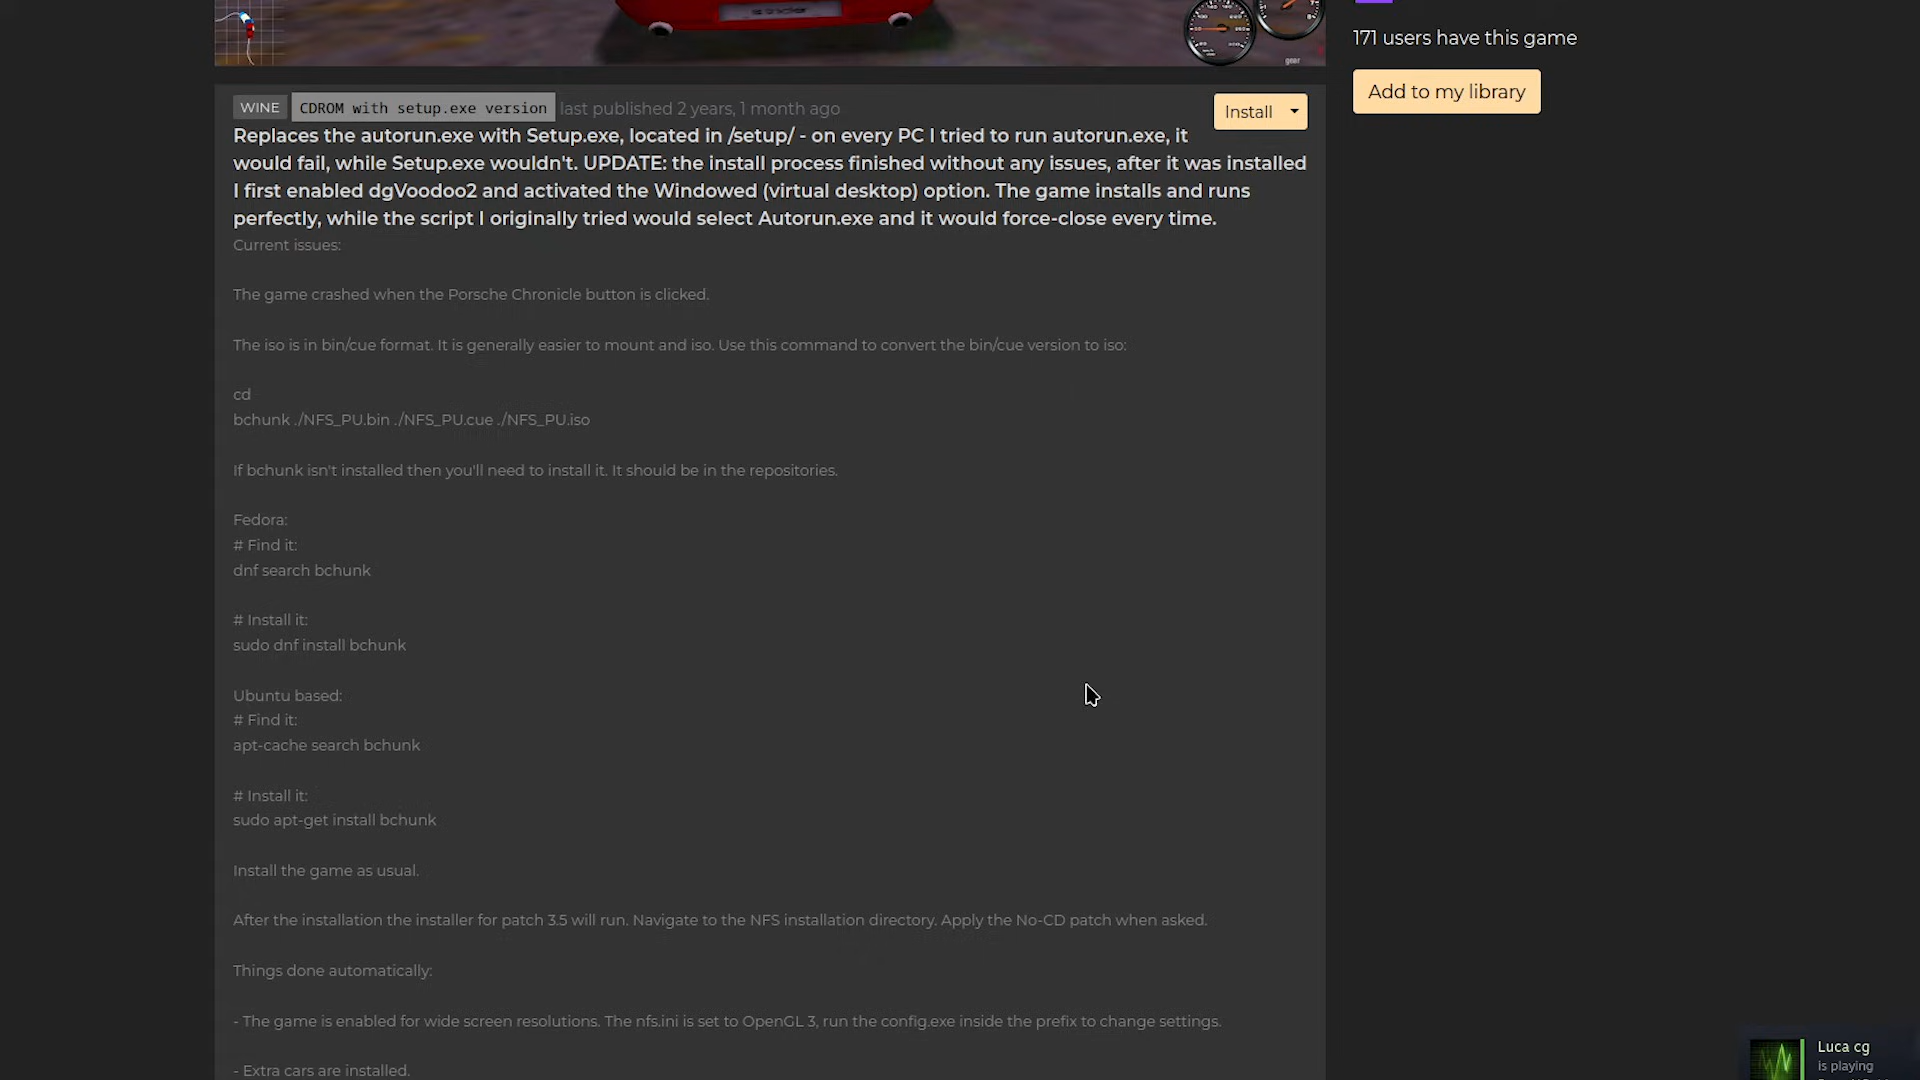 171 users have this game
Add to my library
gear
WINE CDROM with setup.exe version last published 2 years, 1 month ago
Install
Replaces the autorun.exe with Setup.exe, located in /setup/ - on every PC I tried to run autorun.exe, it
would fail, while Setup.exe wouldn't. UPDATE: the install process finished without any issues, after it was installed
I first enabled dgVoodoo2 and activated the Windowed (virtual desktop) option. The game installs and runs
perfectly, while the script I originally tried would select Autorun.exe and it would force-close every time.
Current issues:
The game crashed when the Porsche Chronicle button is clicked.
The iso is in bin/cue format. It is generally easier to mount and iso. Use this command to convert the bin/cue version to iso:
cd
bchunk ./NFS_PU.bin ./NFS_PU.cue ./NFS_PU.iso
If bchunk isn't installed then you'll need to install it. It should be in the repositories.
Fedora:
# Find it:
dnf search bchunk
# Install it:
sudo dnf install bchunk
Ubuntu based:
# Find it:
apt-cache search bchunk
# Install it:
sudo apt-get install bchunk
Install the game as usual.
After the installation the installer for patch 3.5 will run. Navigate to the NFS installation directory. Apply the No-CD patch when asked.
Things done automatically:
- The game is enabled for wide screen resolutions. The nfs.ini is set to OpenGL 3, run the config.exe inside the prefix to change settings.
- Extra cars are installed.
Luca cg
is playing